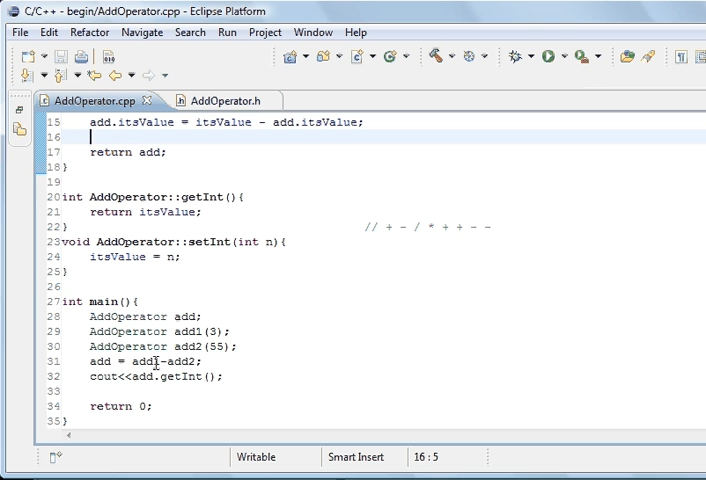 C/C++ - begin/AddOperator.cpp - Eclipse Platform
File Edit Refactor Navigate Search Run Project Window Help
AddOperator.cpp AddOperator.h
15 add.itsValue = itsValue - add.itsValue;
16
17 return add;
18 }
19
20 int AddOperator::getInt(){
21 return itsValue;
22 } // + - / * + + - -
23 void AddOperator::setInt(int n){
24 itsValue = n;
25 }
26
27 int main(){
28 AddOperator add;
29 AddOperator add1(3);
30 AddOperator add2(55);
31 add = add1-add2;
32 cout<<add.getInt();
33
34 return 0;
35 }
Writable Smart Insert 16 : 5